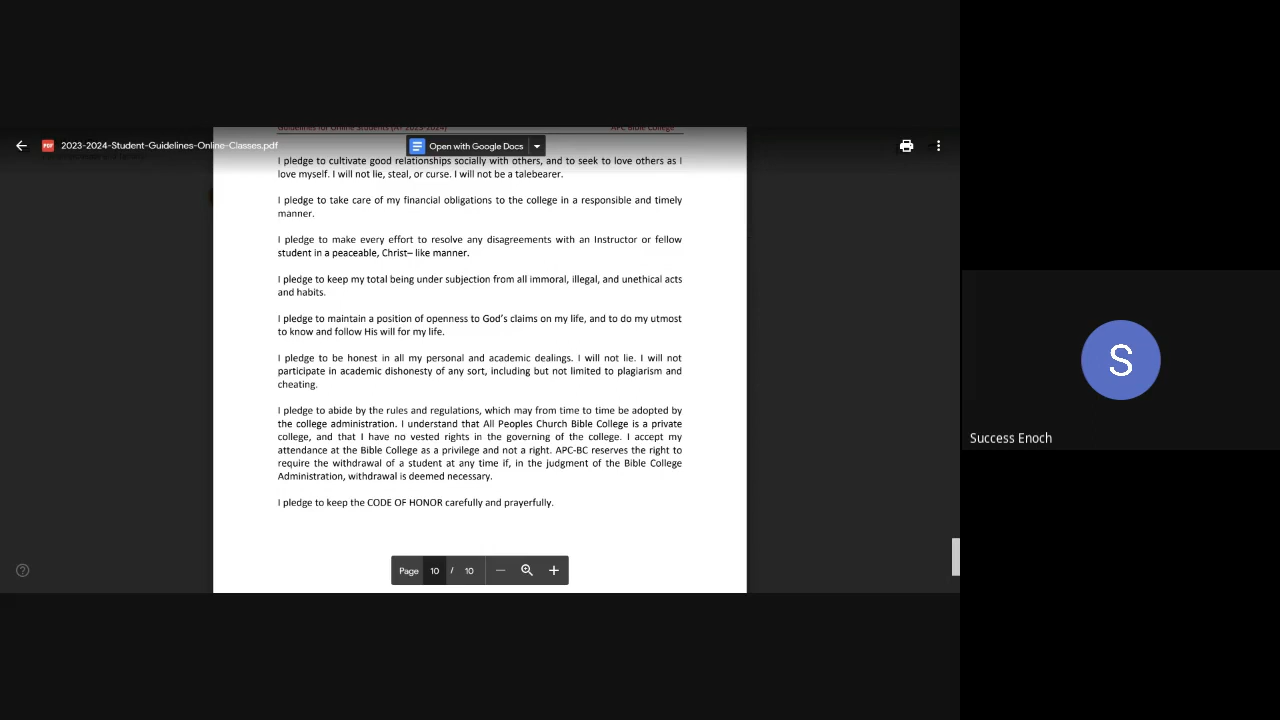 Guidelines for Online Students (AY 2023-2024) APC Bible College
2023-2024-Student-Guidelines-Online-Classes.pdf
Open with Google Docs
I pledge to cultivate good relationships socially with others, and to seek to love others as I
love myself. I will not lie, steal, or curse. I will not be a talebearer.
I pledge to take care of my financial obligations to the college in a responsible and timely
manner.
I pledge to make every effort to resolve any disagreements with an Instructor or fellow
student in a peaceable, Christ– like manner.
I pledge to keep my total being under subjection from all immoral, illegal, and unethical acts
and habits.
I pledge to maintain a position of openness to God's claims on my life, and to do my utmost
to know and follow His will for my life.
I pledge to be honest in all my personal and academic dealings. I will not lie. I will not
participate in academic dishonesty of any sort, including but not limited to plagiarism and
cheating.
I pledge to abide by the rules and regulations, which may from time to time be adopted by
the college administration. I understand that All Peoples Church Bible College is a private
college, and that I have no vested rights in the governing of the college. I accept my
attendance at the Bible College as a privilege and not a right. APC-BC reserves the right to
require the withdrawal of a student at any time if, in the judgment of the Bible College
Administration, withdrawal is deemed necessary.
I pledge to keep the CODE OF HONOR carefully and prayerfully.
Page 10 / 10
S
Success Enoch